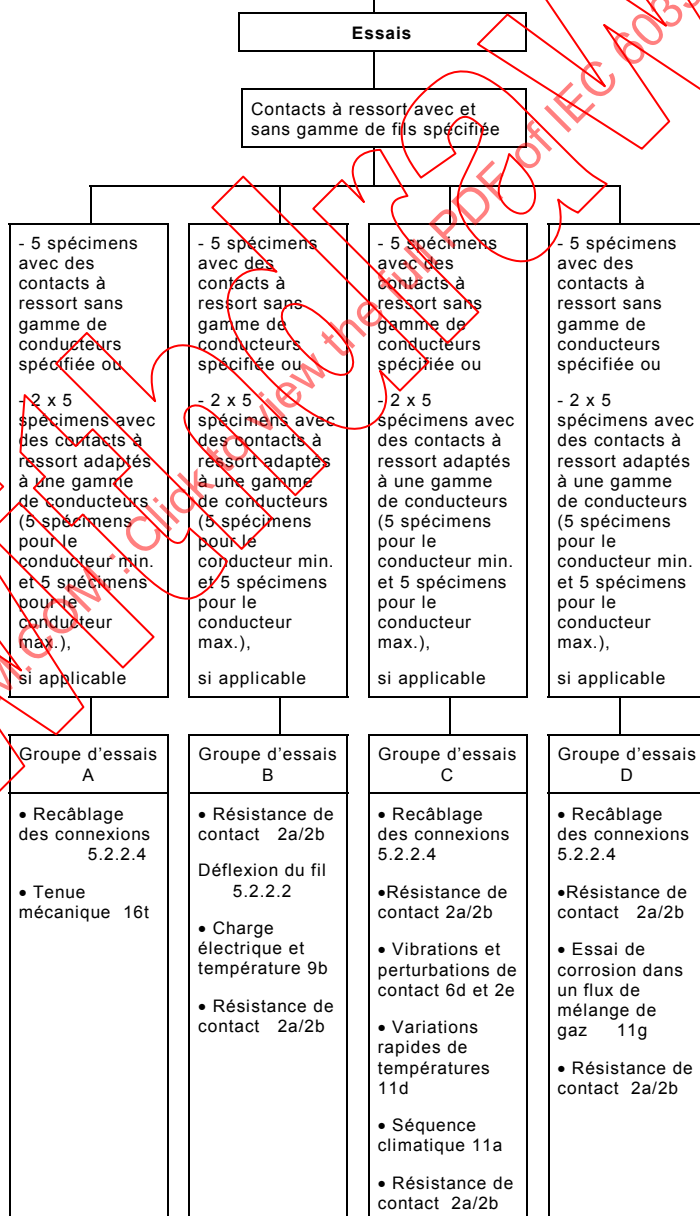 Essais
Contacts à ressort avec et
sans gamme de fils spécifiée
- 5 spécimens
avec des
contacts à
ressort sans
gamme de
conducteurs
spécifiée ou
- 2 x 5
spécimens avec
des contacts à
ressort adaptés
à une gamme
de conducteurs
(5 spécimens
pour le
conducteur min.
et 5 spécimens
pour le
conducteur
max.),
si applicable
- 5 spécimens
avec des
contacts à
ressort sans
gamme de
conducteurs
spécifiée ou
- 2 x 5
spécimens avec
des contacts à
ressort adaptés
à une gamme
de conducteurs
(5 spécimens
pour le
conducteur min.
et 5 spécimens
pour le
conducteur
max.),
si applicable
- 5 spécimens
avec des
contacts à
ressort sans
gamme de
conducteurs
spécifiée ou
- 2 x 5
spécimens avec
des contacts à
ressort adaptés
à une gamme
de conducteurs
(5 spécimens
pour le
conducteur min.
et 5 spécimens
pour le
conducteur
max.),
si applicable
- 5 spécimens
avec des
contacts à
ressort sans
gamme de
conducteurs
spécifiée ou
- 2 x 5
spécimens avec
des contacts à
ressort adaptés
à une gamme
de conducteurs
(5 spécimens
pour le
conducteur min.
et 5 spécimens
pour le
conducteur
max.),
si applicable
Groupe d'essais
A
• Recâblage
des connexions
5.2.2.4
• Tenue
mécanique 16t
Groupe d'essais
B
• Résistance de
contact 2a/2b
Déflexion du fil
5.2.2.2
• Charge
électrique et
température 9b
• Résistance de
contact 2a/2b
Groupe d'essais
C
• Recâblage
des connexions
5.2.2.4
•Résistance de
contact 2a/2b
• Vibrations et
perturbations de
contact 6d et 2e
• Variations
rapides de
températures
11d
• Séquence
climatique 11a
• Résistance de
contact 2a/2b
Groupe d'essais
D
• Recâblage
des connexions
5.2.2.4
•Résistance de
contact 2a/2b
• Essai de
corrosion dans
un flux de
mélange de
gaz 11g
• Résistance de
contact 2a/2b
.COM : Click to view the full PDF of IEC